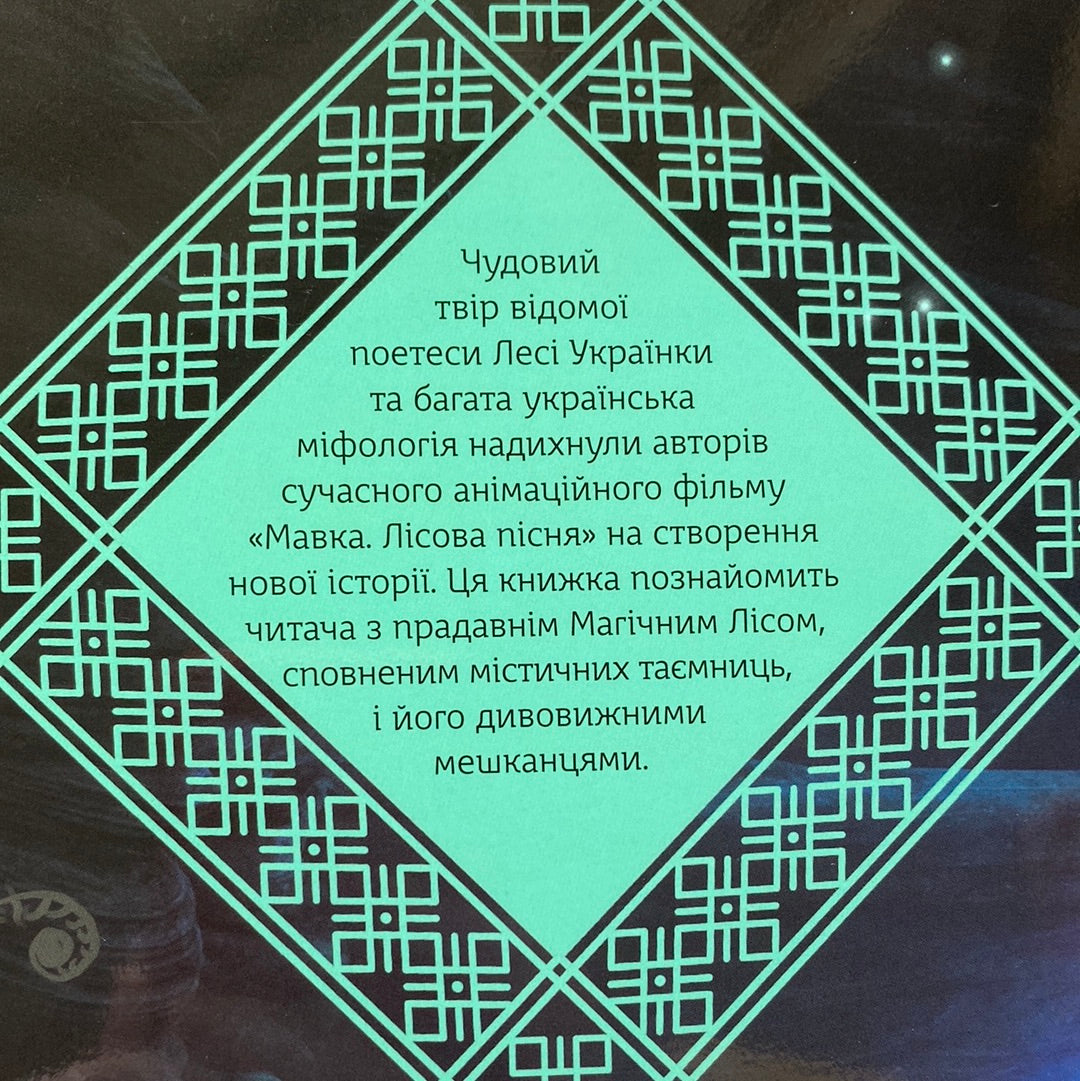 Чудовий
твір відомої
поетеси Лесі Українки
та багата українська
міфологія надихнули авторів
сучасного анімаційного фільму
«Мавка. Лісова пісня» на створення
нової історії. Ця книжка познайомить
читача з прадавнім Магічним Лісом,
сповненим містичних таємниць,
і його дивовижними
мешканцями.